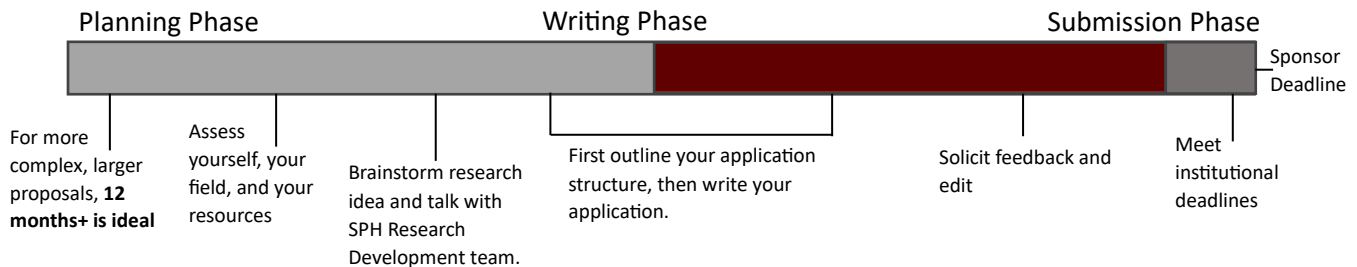 Planning Phase
Writing Phase
Submission Phase
Sponsor
Deadline
For more
complex, larger
proposals, 12
months+ is ideal
Assess
yourself, your
field, and your
resources
Brainstorm research
idea and talk with
SPH Research
Development team.
First outline your application
structure, then write your
application.
Solicit feedback and
edit
Meet
institutional
deadlines